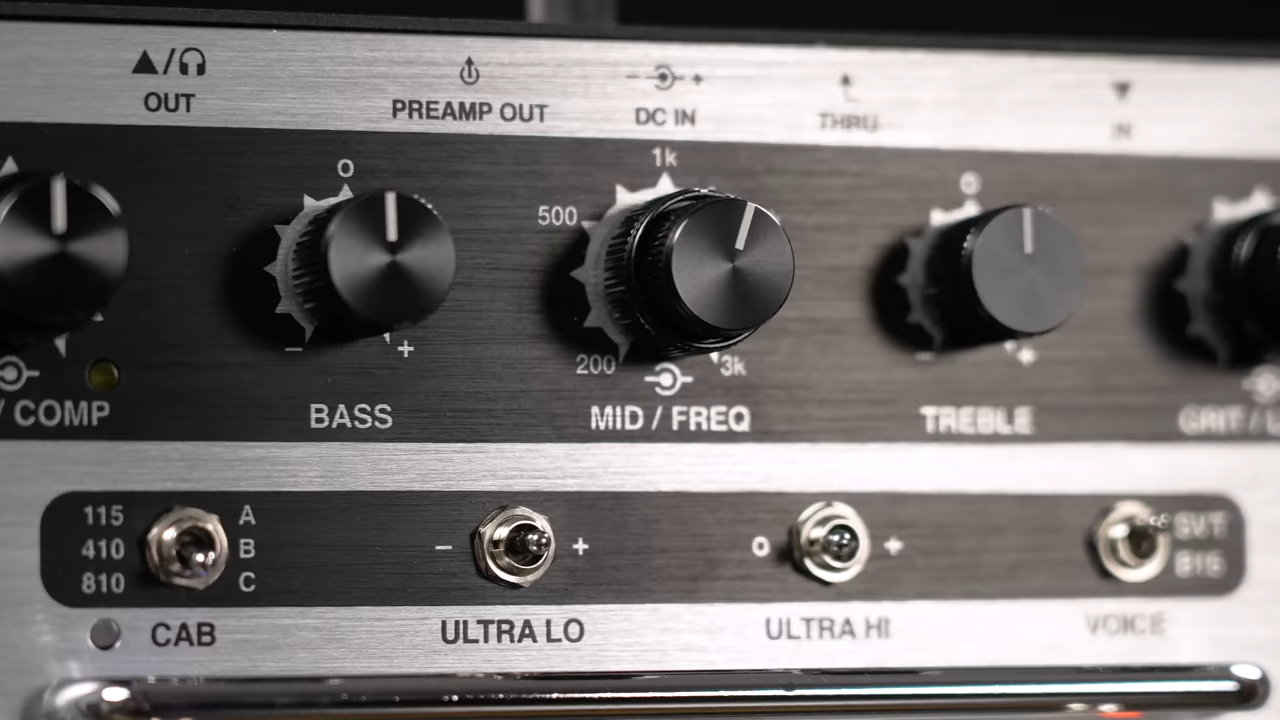 OUT
PREAMP OUT
DC IN
THRU
IN
O
1k
O
500
200
3k
- +
- +
/ COMP
BASS
MID / FREQ
TREBLE
GRIT / L
115 A
410 B
810 C
- +
O +
SVT
B15
CAB
ULTRA LO
ULTRA HI
VOICE